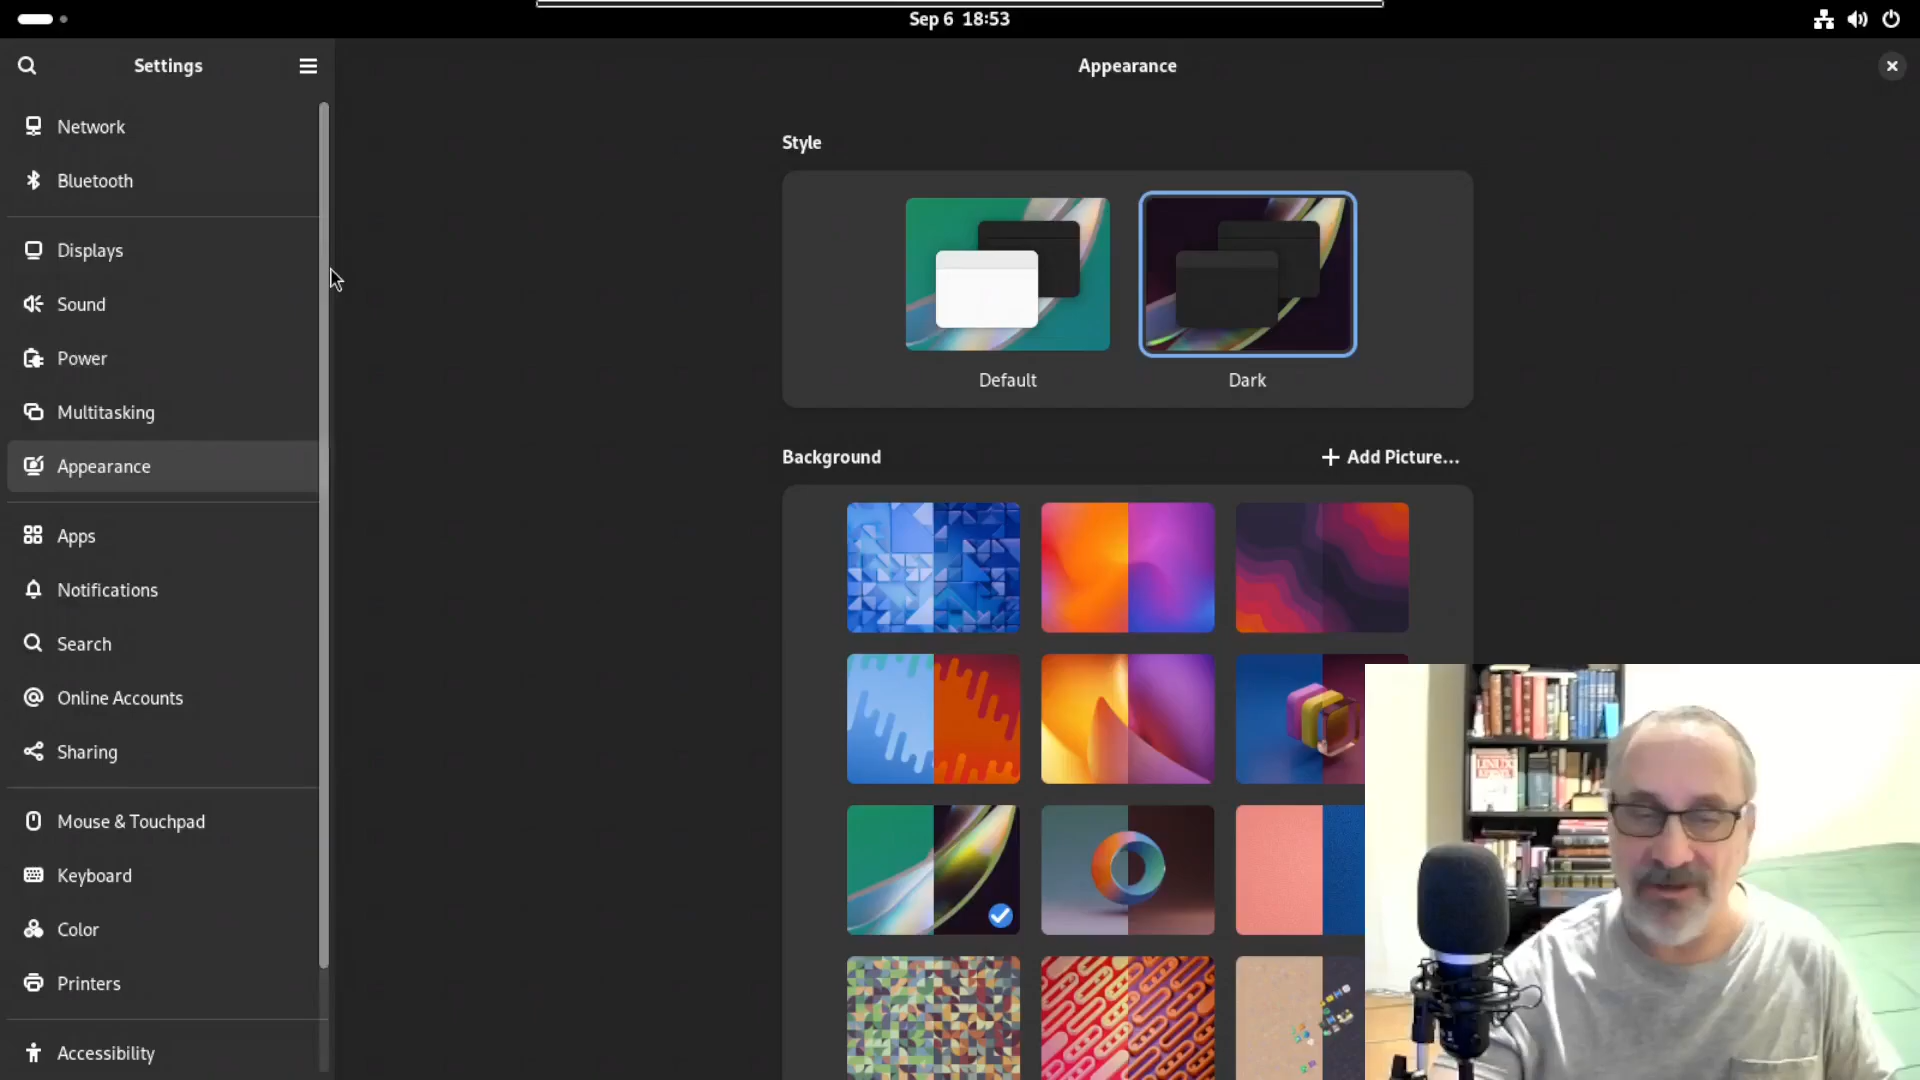 Sep 6 18:53
Settings
Appearance
Network
Bluetooth
Displays
Sound
Power
Multitasking
Appearance
Apps
Notifications
Search
Online Accounts
Sharing
Mouse & Touchpad
Keyboard
Color
Printers
Accessibility
Style
Default
Dark
Background
Add Picture...
LINUX